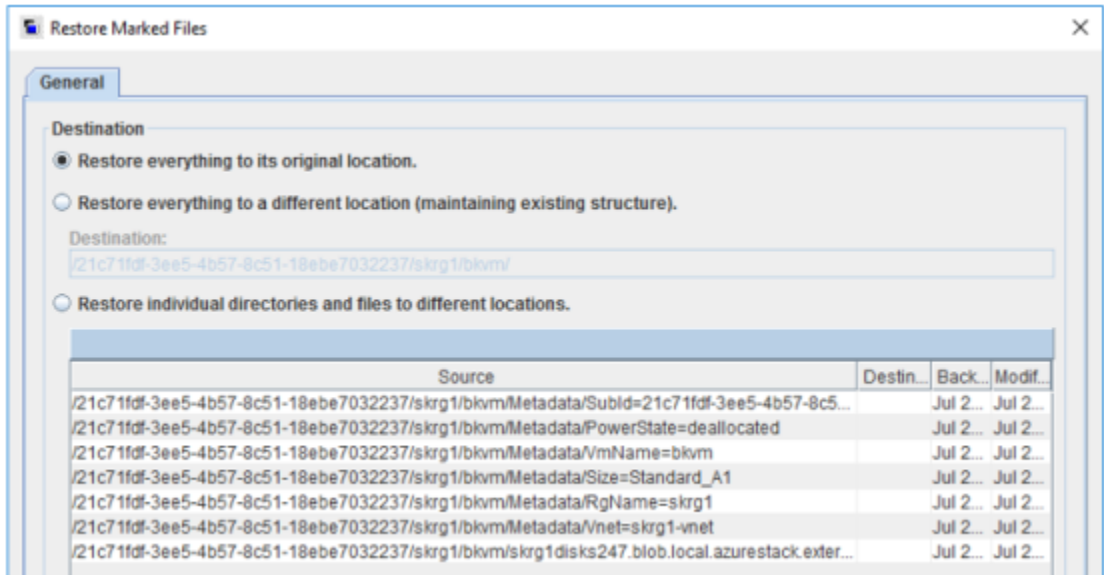 Restore Marked Files
General
Destination
Restore everything to its original location.
Restore everything to a different location (maintaining existing structure).
Destination:
/21c71fdf-3ee5-4b57-8c51-18ebe7032237/skrg1/bkvm/
Restore individual directories and files to different locations.
Source Destin... Back... Modif...
/21c71fdf-3ee5-4b57-8c51-18ebe7032237/skrg1/bkvm/Metadata/SubId=21c71fdf-3ee5-4b57-8c5... Jul 2... Jul 2...
/21c71fdf-3ee5-4b57-8c51-18ebe7032237/skrg1/bkvm/Metadata/PowerState=deallocated Jul 2... Jul 2...
/21c71fdf-3ee5-4b57-8c51-18ebe7032237/skrg1/bkvm/Metadata/VmName=bkvm Jul 2... Jul 2...
/21c71fdf-3ee5-4b57-8c51-18ebe7032237/skrg1/bkvm/Metadata/Size=Standard_A1 Jul 2... Jul 2...
/21c71fdf-3ee5-4b57-8c51-18ebe7032237/skrg1/bkvm/Metadata/RgName=skrg1 Jul 2... Jul 2...
/21c71fdf-3ee5-4b57-8c51-18ebe7032237/skrg1/bkvm/Metadata/Vnet=skrg1-vnet Jul 2... Jul 2...
/21c71fdf-3ee5-4b57-8c51-18ebe7032237/skrg1/bkvm/skrg1disks247.blob.local.azurestack.exter... Jul 2... Jul 2...